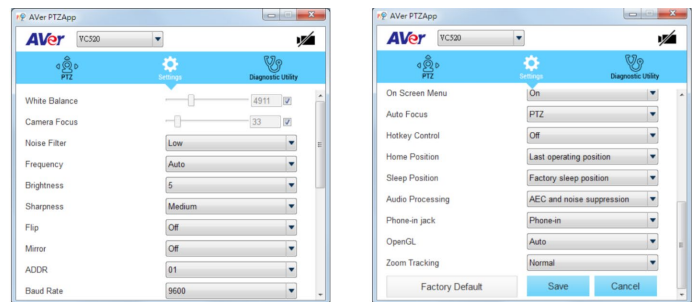 AVer PTZApp
AVer VC520
PTZ Settings Diagnostic Utility
White Balance 4911
Camera Focus 33
Noise Filter Low
Frequency Auto
Brightness 5
Sharpness Medium
Flip Off
Mirror Off
ADDR 01
Baud Rate 9600
AVer PTZApp
AVer VC520
PTZ Settings Diagnostic Utility
On Screen Menu On
Auto Focus PTZ
Hotkey Control Off
Home Position Last operating position
Sleep Position Factory sleep position
Audio Processing AEC and noise suppression
Phone-in jack Phone-in
OpenGL Auto
Zoom Tracking Normal
Factory Default Save Cancel